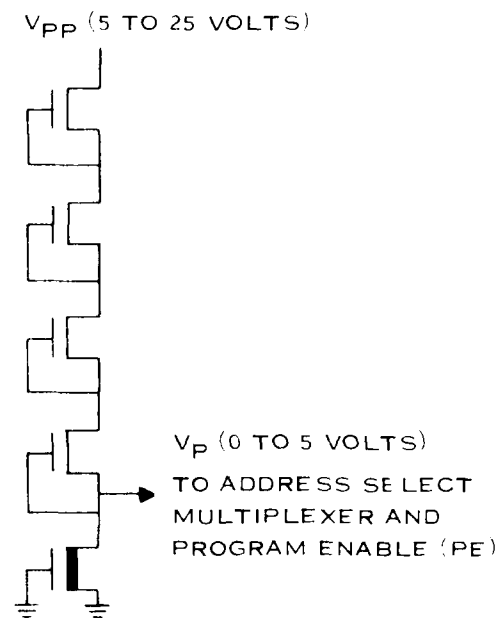 VPP (5 TO 25 VOLTS)
VP (0 TO 5 VOLTS)
TO ADDRESS SELECT
MULTIPLEXER AND
PROGRAM ENABLE (PE)